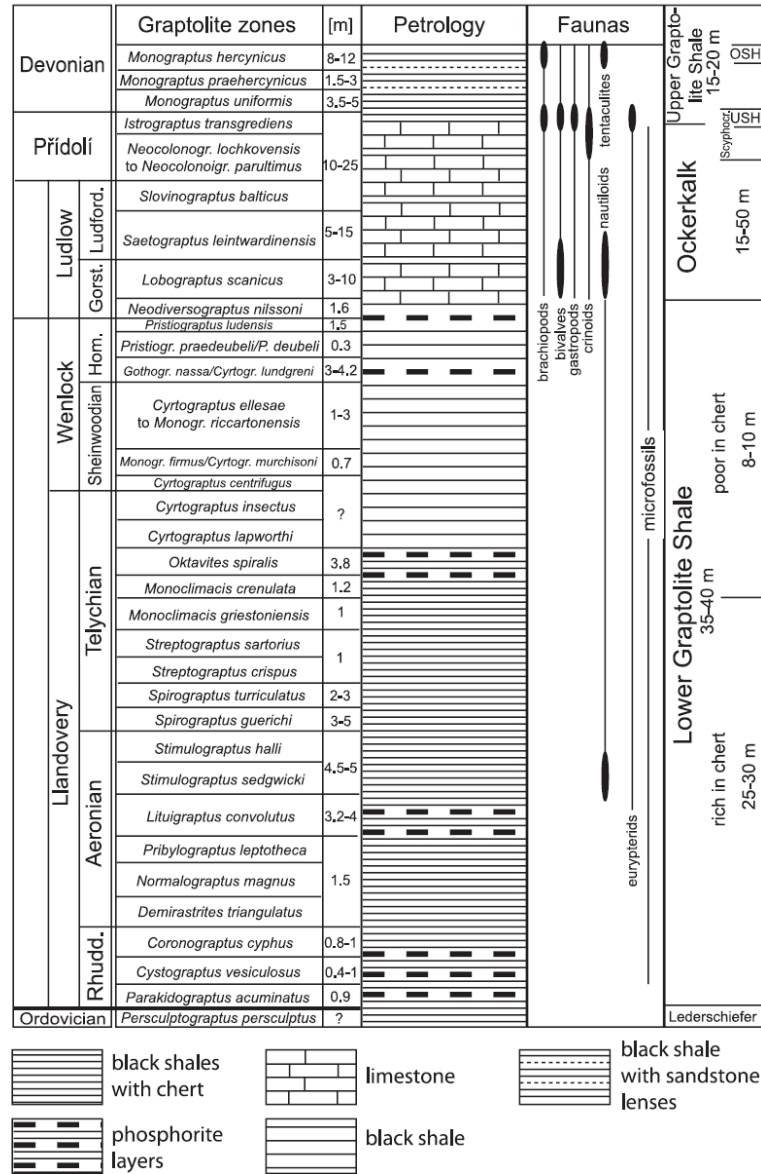 Graptolite zones [m] Petrology Faunas
Devonian
Monograptus hercynicus 8-12
Monograptus praehercynicus 1.5-3
Monograptus uniformis 3.5-5
Přídolí
Istrograptus transgrediens
Neocolonogr. lochkovensis
to Neocolonoigr. parultimus
10-25
Ludlow
Ludford.
Slovinograptus balticus
Saetograptus leintwardinensis 5-15
Gorst.
Lobograptus scanicus 3-10
Neodiversograptus nilssoni 1.6
Wenlock
Hom.
Pristiograptus ludensis 1.5
Pristiogr. praedeubeli/P. deubeli 0.3
Gothogr. nassa/Cyrtogr. lundgreni 3-4.2
Sheinwoodian
Cyrtograptus ellesae
to Monogr. riccartonensis
1-3
Monogr. firmus/Cyrtogr. murchisoni 0.7
Cyrtograptus centrifugus
Llandovery
Telychian
Cyrtograptus insectus
?
Cyrtograptus lapworthi
Oktavites spiralis 3.8
Monoclimacis crenulata 1.2
Monoclimacis griestoniensis 1
Streptograptus sartorius
1
Streptograptus crispus
Spirograptus turriculatus 2-3
Spirograptus guerichi 3-5
Aeronian
Stimulograptus halli
4.5-5
Stimulograptus sedgwicki
Lituigraptus convolutus 3.2-4
Pribylograptus leptotheca
Normalograptus magnus 1.5
Demirastrites triangulatus
Rhudd.
Coronograptus cyphus 0.8-1
Cystograptus vesiculosus 0.4-1
Parakidograptus acuminatus 0.9
Ordovician Persculptograptus persculptus ?
brachiopods
bivalves
gastropods
crinoids
tentaculites
nautiloids
eurypterids
microfossils
Upper Grapto-
lite Shale
15-20 m
OSH
USH
Scyphocr.
Ockerkalk
15-50 m
Lower Graptolite Shale
35-40 m
poor in chert
8-10 m
rich in chert
25-30 m
Lederschiefer
black shales
with chert
limestone
black shale
with sandstone
lenses
phosphorite
layers
black shale